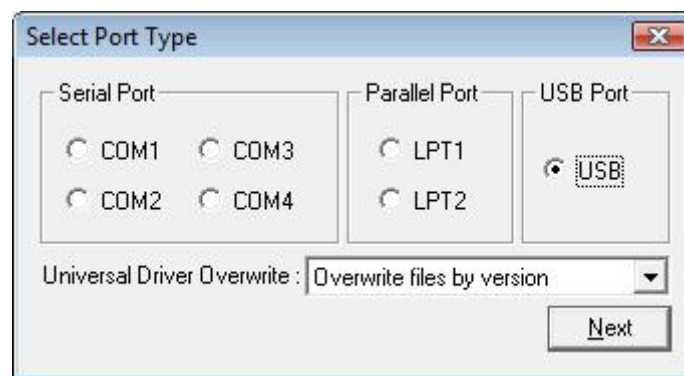 Select Port Type
Serial Port Parallel Port USB Port
COM1 COM3 LPT1 USB
COM2 COM4 LPT2
Universal Driver Overwrite : Overwrite files by version
Next